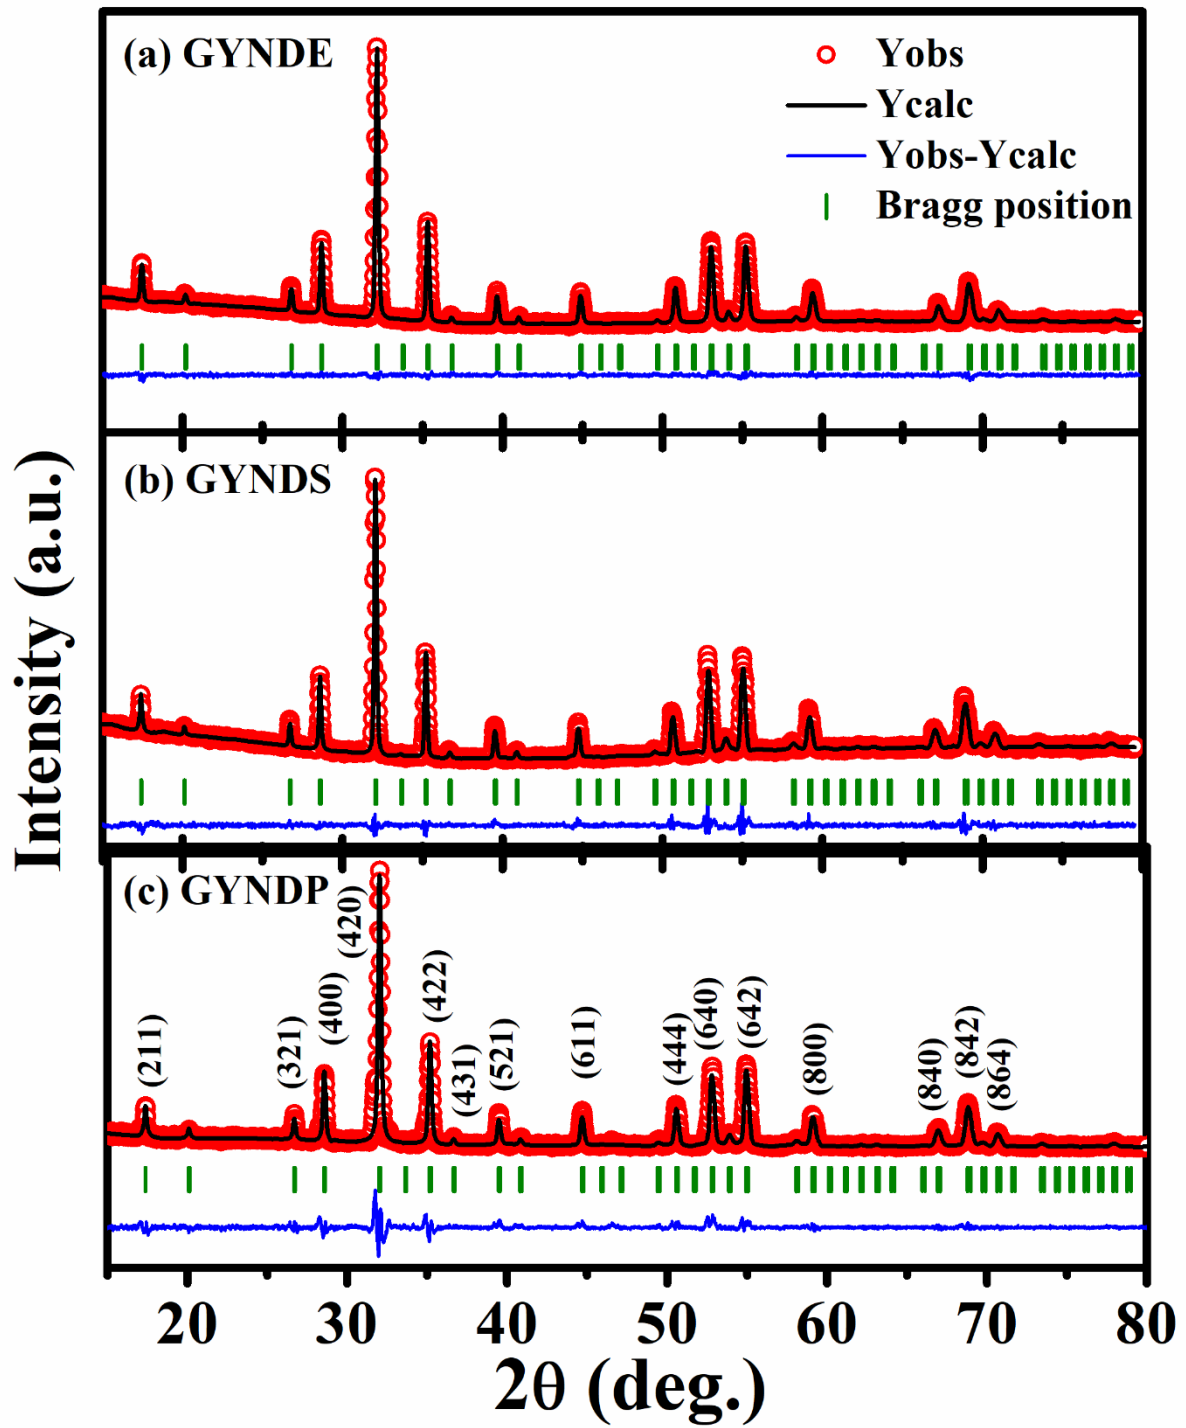 (a) GYNDE
Yobs
Ycalc
Yobs-Ycalc
Bragg position
(b) GYNDS
(c) GYNDP
(211)
(321)
(400)
(420)
(422)
(431)
(521)
(611)
(444)
(640)
(642)
(800)
(840)
(842)
(864)
Intensity (a.u.)
20 30 40 50 60 70 80
2θ (deg.)